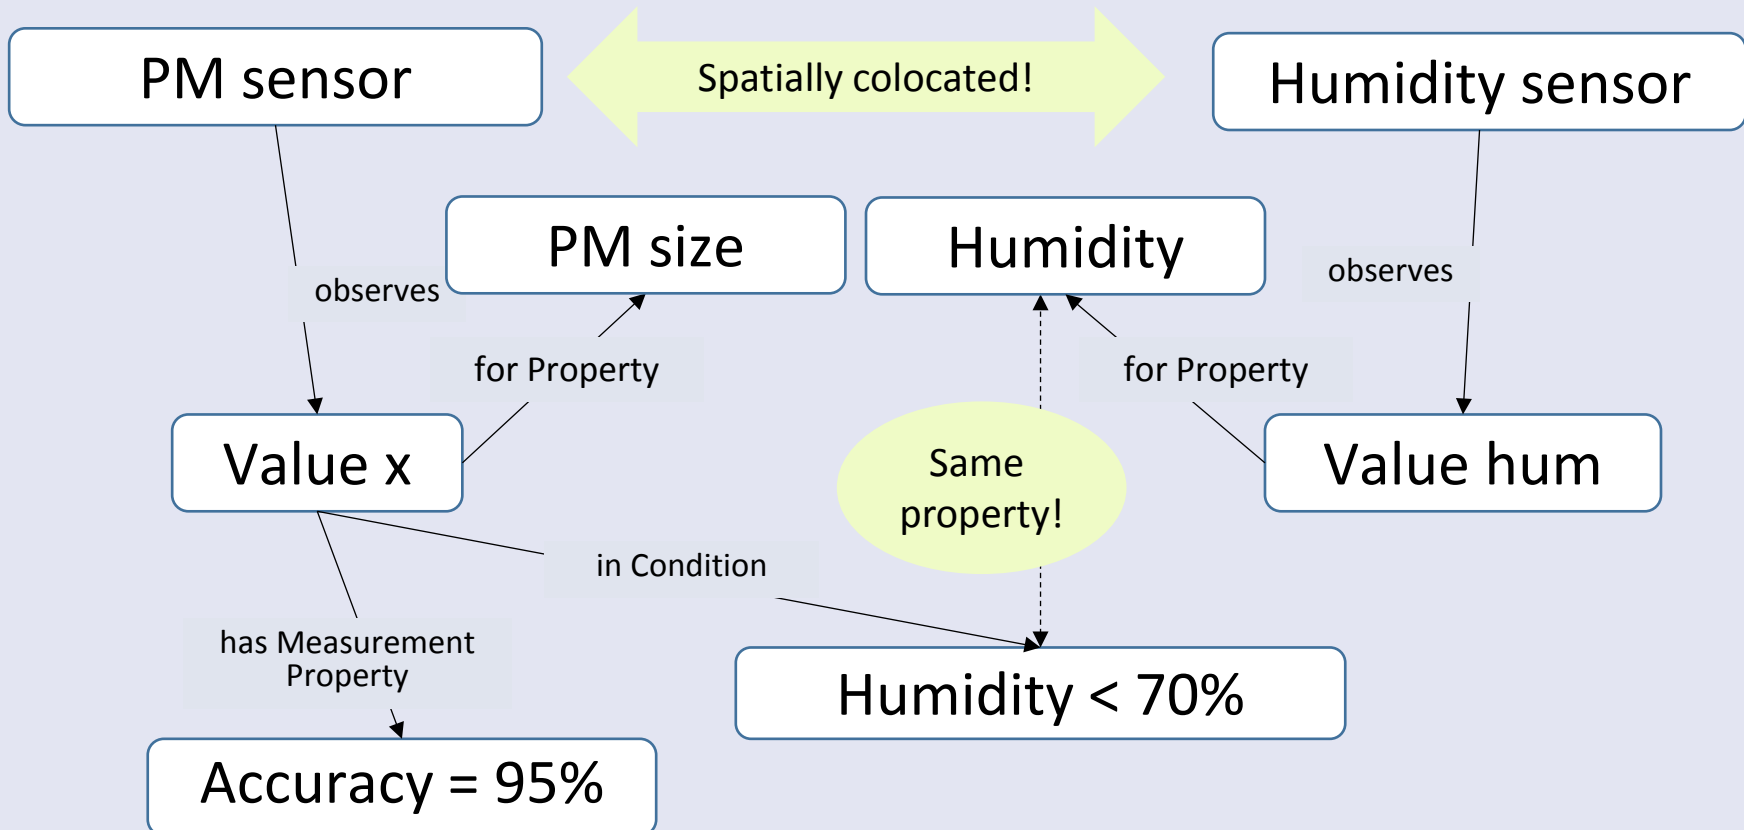 PM sensor
Spatially colocated!
Humidity sensor
PM size
Humidity
observes
observes
for Property
for Property
Value x
Same
property!
Value hum
in Condition
has Measurement
Property
Humidity < 70%
Accuracy = 95%